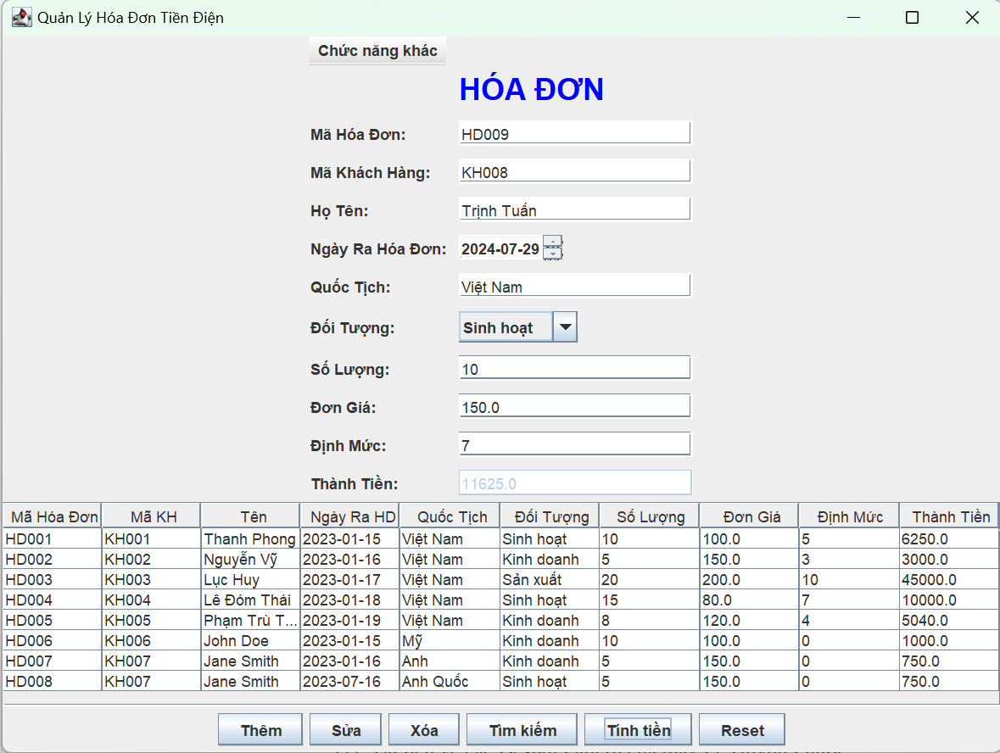 Quản Lý Hóa Đơn Tiền Điện
Chức năng khác
HÓA ĐƠN
Mã Hóa Đơn: HD009
Mã Khách Hàng: KH008
Họ Tên: Trịnh Tuấn
Ngày Ra Hóa Đơn: 2024-07-29
Quốc Tịch: Việt Nam
Đối Tượng: Sinh hoạt
Số Lượng: 10
Đơn Giá: 150.0
Định Mức: 7
Thành Tiền: 11625.0
Mã Hóa Đơn Mã KH Tên Ngày Ra HD Quốc Tịch Đối Tượng Số Lượng Đơn Giá Định Mức Thành Tiền
HD001 KH001 Thanh Phong 2023-01-15 Việt Nam Sinh hoạt 10 100.0 5 6250.0
HD002 KH002 Nguyễn Vỹ 2023-01-16 Việt Nam Kinh doanh 5 150.0 3 3000.0
HD003 KH003 Lục Huy 2023-01-17 Việt Nam Sản xuất 20 200.0 10 45000.0
HD004 KH004 Lê Đóm Thái 2023-01-18 Việt Nam Sinh hoạt 15 80.0 7 10000.0
HD005 KH005 Phạm Trù T... 2023-01-19 Việt Nam Kinh doanh 8 120.0 4 5040.0
HD006 KH006 John Doe 2023-01-15 Mỹ Kinh doanh 10 100.0 0 1000.0
HD007 KH007 Jane Smith 2023-01-16 Anh Kinh doanh 5 150.0 0 750.0
HD008 KH007 Jane Smith 2023-07-16 Anh Quốc Sinh hoạt 5 150.0 0 750.0
Thêm Sửa Xóa Tìm kiếm Tính tiền Reset